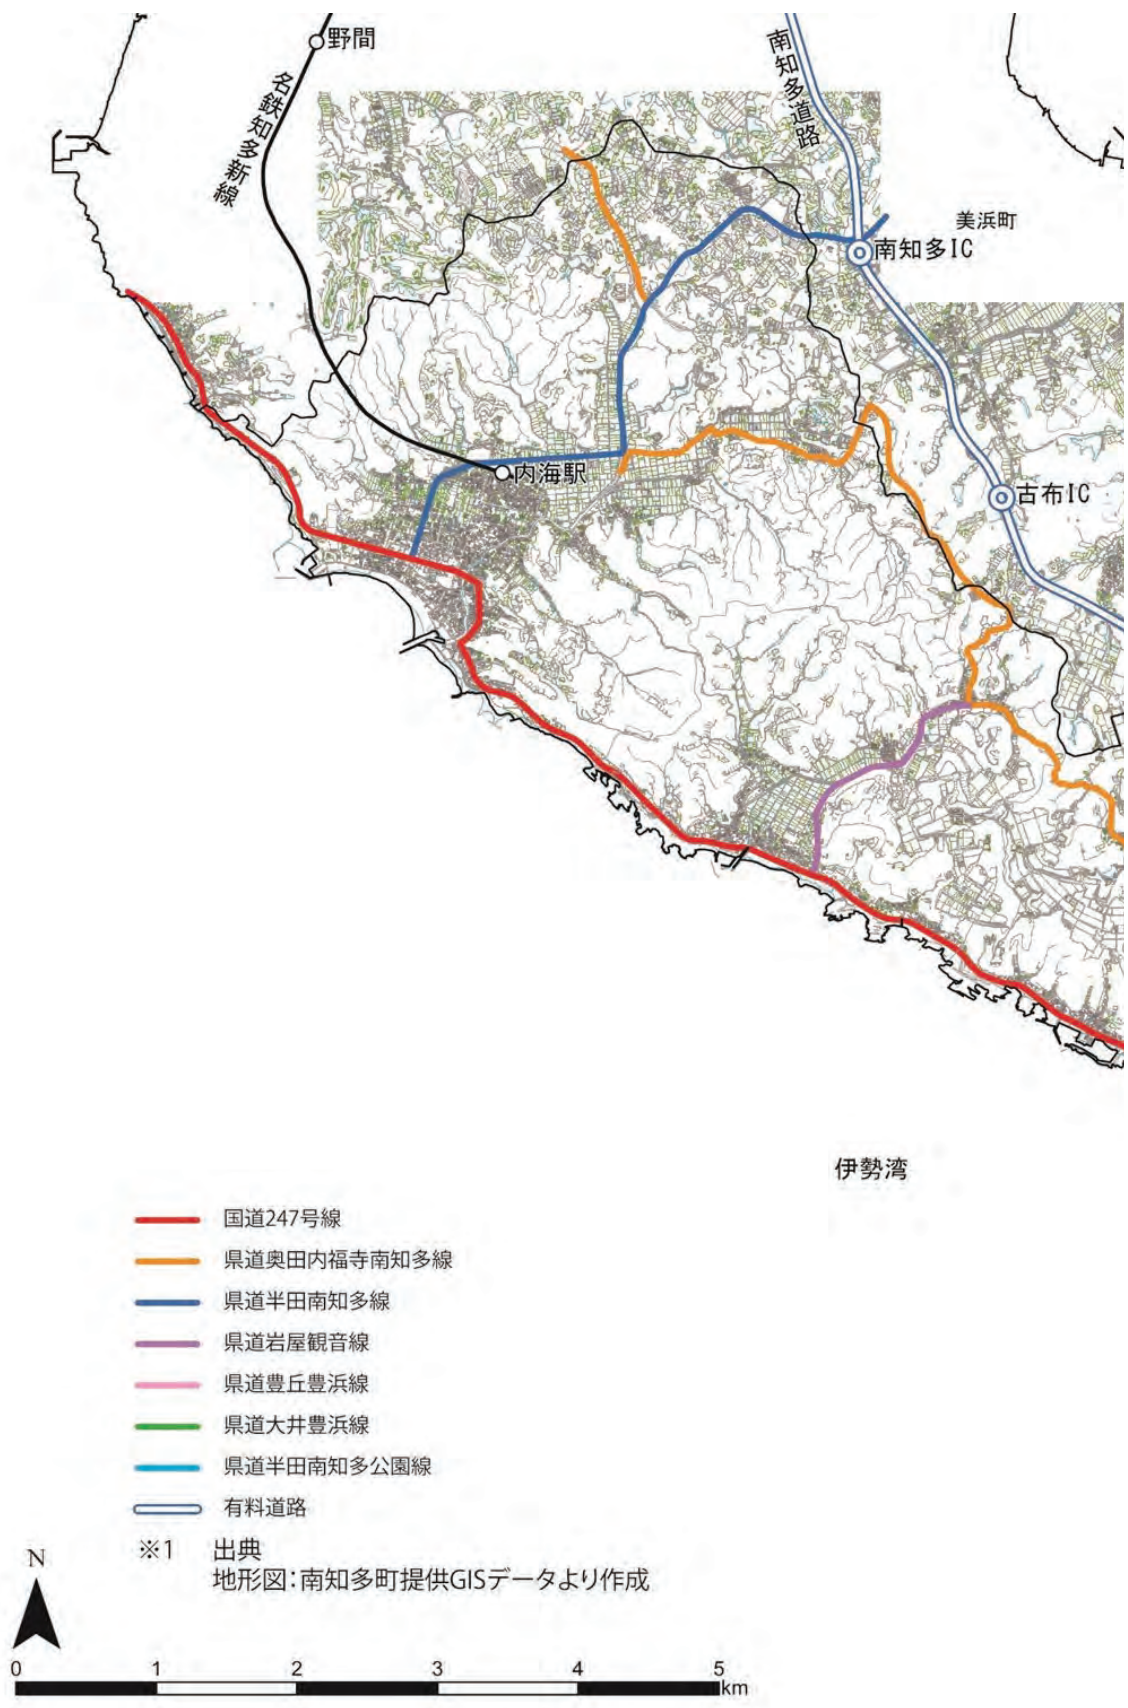 野間
名鉄知多新線
南知多道路
美浜町
南知多IC
内海駅
古布IC
伊勢湾
国道247号線
県道奥田内福寺南知多線
県道半田南知多線
県道岩屋観音線
県道豊丘豊浜線
県道大井豊浜線
県道半田南知多公園線
有料道路
※1 出典
地形図：南知多町提供GISデータより作成
N
0 1 2 3 4 5
km